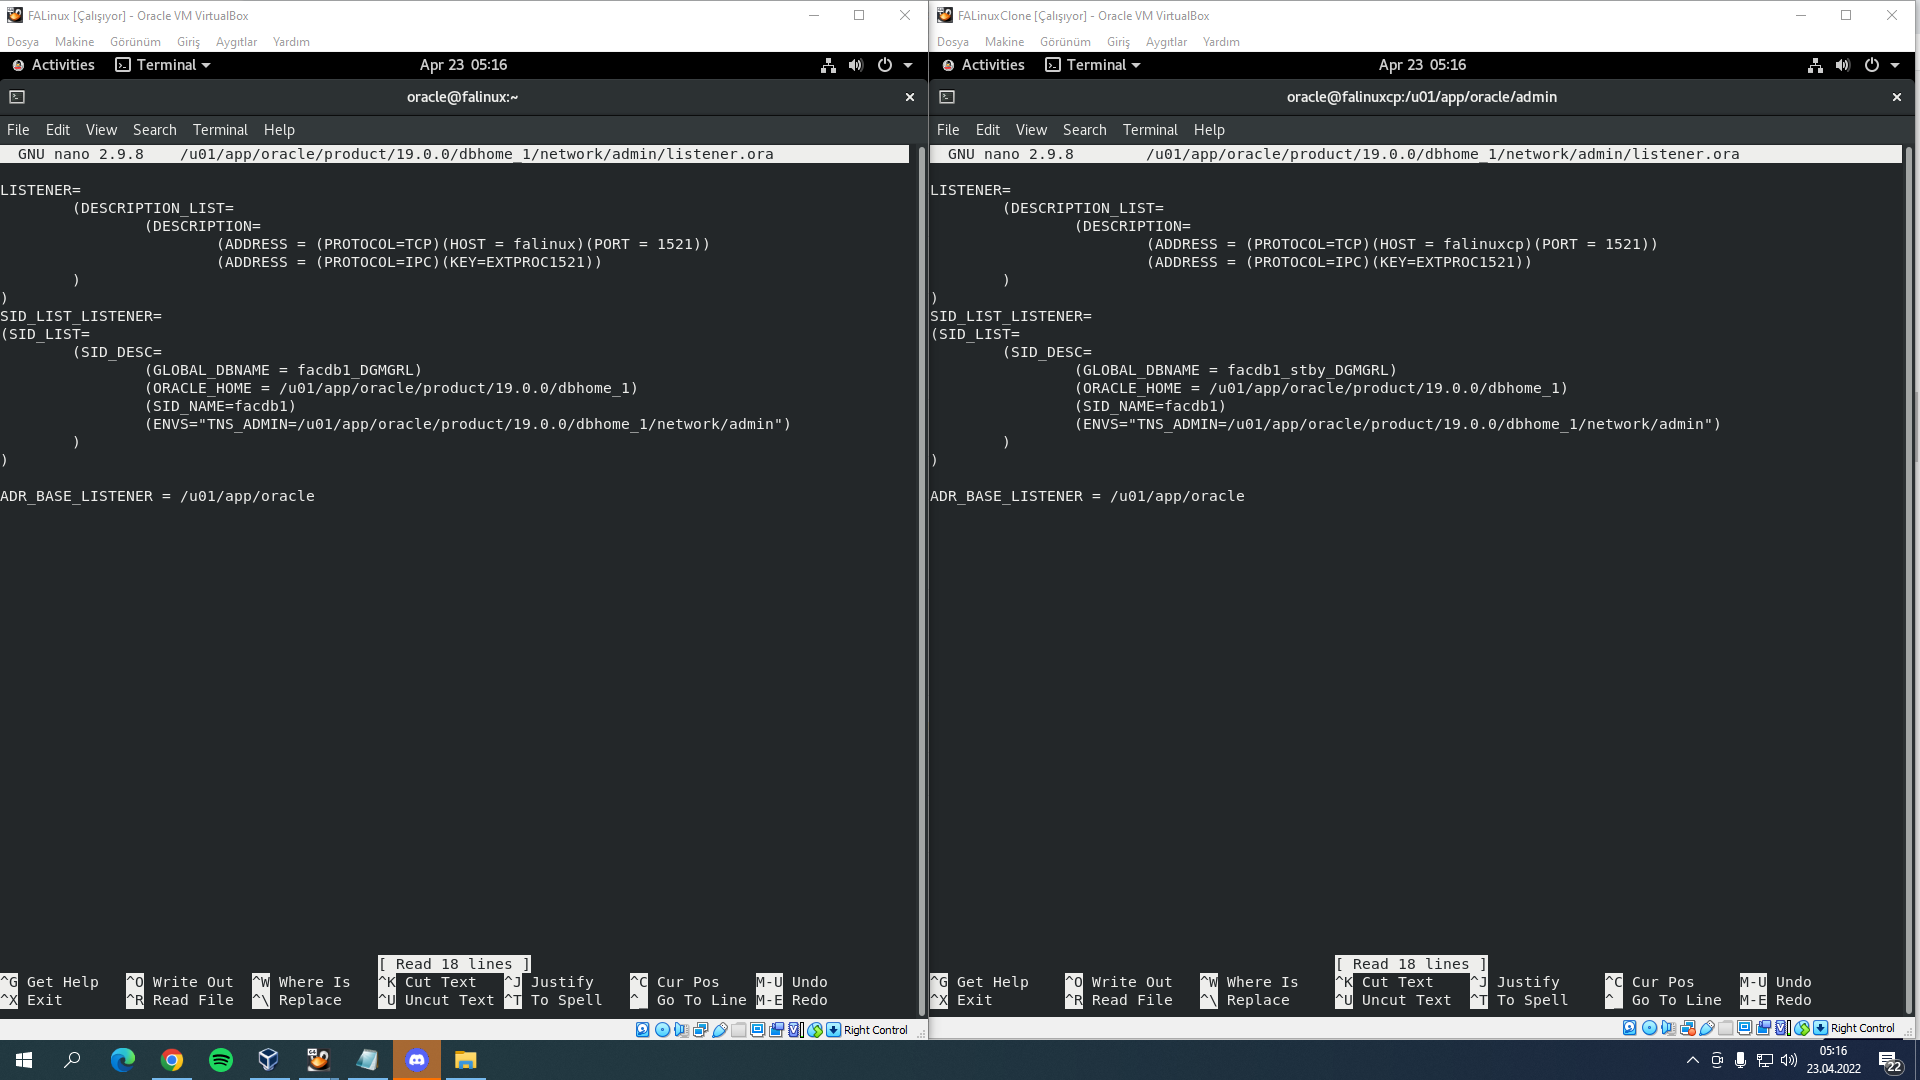 FALinux [Çalışıyor] - Oracle VM VirtualBox
Dosya Makine Görünüm Giriş Aygıtlar Yardım
Activities Terminal Apr 23 05:16
oracle@falinux:~
File Edit View Search Terminal Help
GNU nano 2.9.8 /u01/app/oracle/product/19.0.0/dbhome_1/network/admin/listener.ora
LISTENER=
(DESCRIPTION_LIST=
(DESCRIPTION=
(ADDRESS = (PROTOCOL=TCP)(HOST = falinux)(PORT = 1521))
(ADDRESS = (PROTOCOL=IPC)(KEY=EXTPROC1521))
)
)
SID_LIST_LISTENER=
(SID_LIST=
(SID_DESC=
(GLOBAL_DBNAME = facdb1_DGMGRL)
(ORACLE_HOME = /u01/app/oracle/product/19.0.0/dbhome_1)
(SID_NAME=facdb1)
(ENVS="TNS_ADMIN=/u01/app/oracle/product/19.0.0/dbhome_1/network/admin")
)
)
ADR_BASE_LISTENER = /u01/app/oracle
[ Read 18 lines ]
^G Get Help ^O Write Out ^W Where Is ^K Cut Text ^J Justify ^C Cur Pos M-U Undo
^X Exit ^R Read File ^\ Replace ^U Uncut Text ^T To Spell ^_ Go To Line M-E Redo
Right Control
FALinuxClone [Çalışıyor] - Oracle VM VirtualBox
Dosya Makine Görünüm Giriş Aygıtlar Yardım
Activities Terminal Apr 23 05:16
oracle@falinuxcp:/u01/app/oracle/admin
File Edit View Search Terminal Help
GNU nano 2.9.8 /u01/app/oracle/product/19.0.0/dbhome_1/network/admin/listener.ora
LISTENER=
(DESCRIPTION_LIST=
(DESCRIPTION=
(ADDRESS = (PROTOCOL=TCP)(HOST = falinuxcp)(PORT = 1521))
(ADDRESS = (PROTOCOL=IPC)(KEY=EXTPROC1521))
)
)
SID_LIST_LISTENER=
(SID_LIST=
(SID_DESC=
(GLOBAL_DBNAME = facdb1_stby_DGMGRL)
(ORACLE_HOME = /u01/app/oracle/product/19.0.0/dbhome_1)
(SID_NAME=facdb1)
(ENVS="TNS_ADMIN=/u01/app/oracle/product/19.0.0/dbhome_1/network/admin")
)
)
ADR_BASE_LISTENER = /u01/app/oracle
[ Read 18 lines ]
^G Get Help ^O Write Out ^W Where Is ^K Cut Text ^J Justify ^C Cur Pos M-U Undo
^X Exit ^R Read File ^\ Replace ^U Uncut Text ^T To Spell ^_ Go To Line M-E Redo
Right Control
05:16
23.04.2022
22